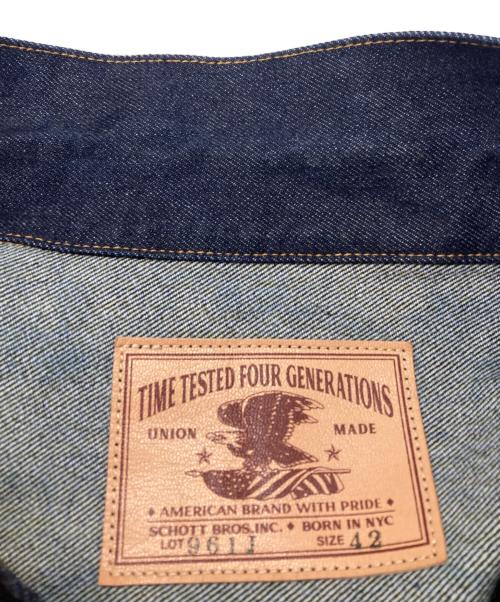 TIME TESTED FOUR GENERATIONS
UNION MADE
♦ AMERICAN BRAND WITH PRIDE ♦
SCHOTT BROS.INC. ♦ BORN IN NYC
LOT 961J SIZE 42